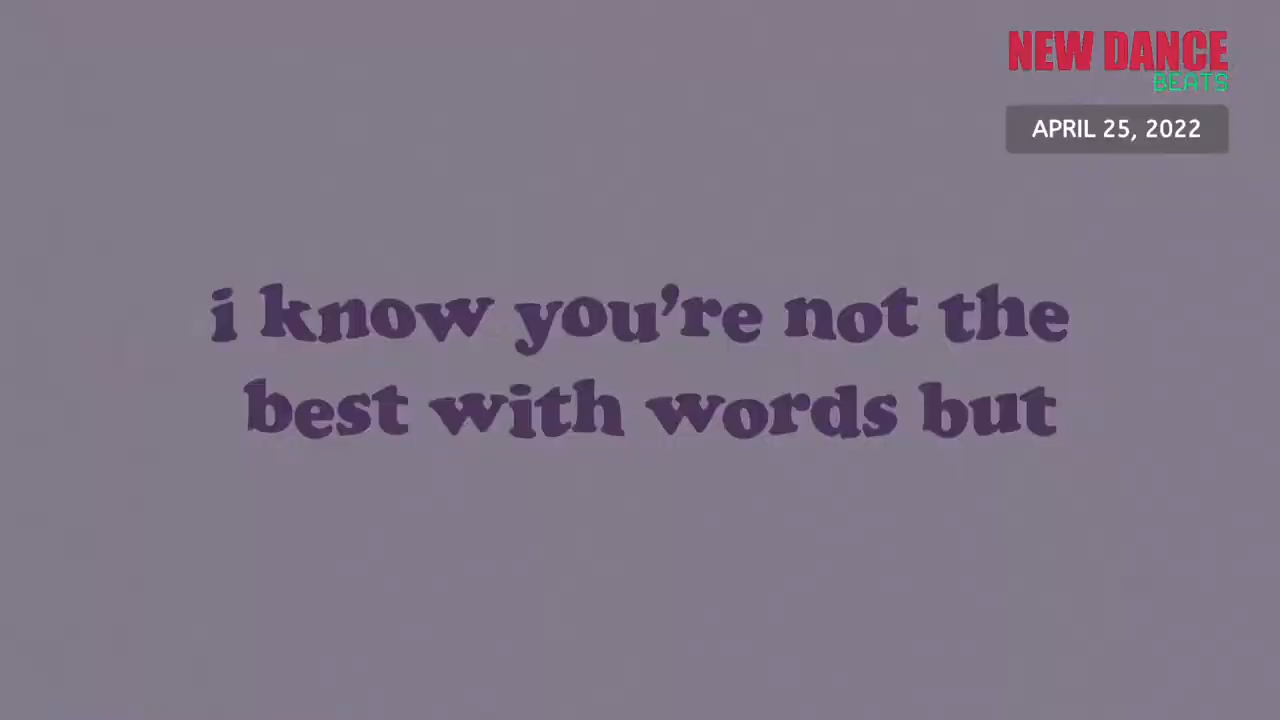 NEW DANCE
BEATS
APRIL 25, 2022
i know you’re not the
best with words but